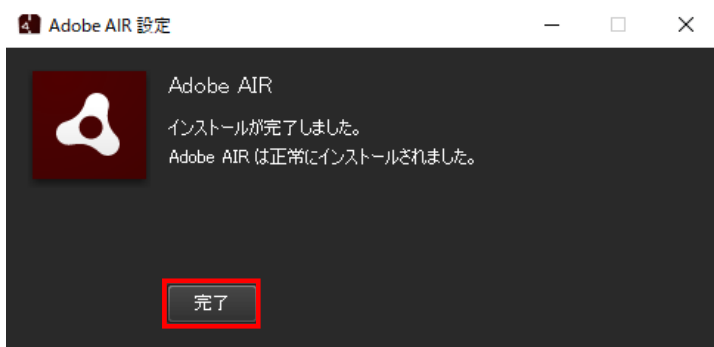 Adobe AIR 設定
Adobe AIR
インストールが完了しました。
Adobe AIR は正常にインストールされました。
完了